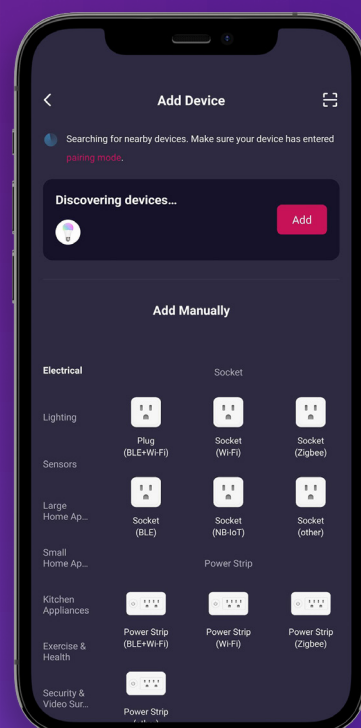 Add Device
Searching for nearby devices. Make sure your device has entered
pairing mode.
Discovering devices...
Add
Add Manually
Electrical
Lighting
Sensors
Large
Home Ap...
Small
Home Ap...
Kitchen
Appliances
Exercise &
Health
Security &
Video Sur...
Socket
Plug
(BLE+Wi-Fi)
Socket
(Wi-Fi)
Socket
(Zigbee)
Socket
(BLE)
Socket
(NB-IoT)
Socket
(other)
Power Strip
Power Strip
(BLE+Wi-Fi)
Power Strip
(Wi-Fi)
Power Strip
(Zigbee)
Power Strip